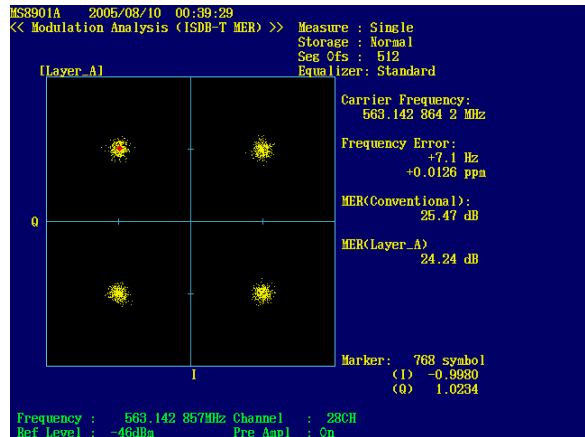 MS8901A 2005/08/10 00:39:29
<< Modulation Analysis (ISDB-T MER) >>
Measure : Single
Storage : Normal
Seg Ofs : 512
Equalizer: Standard
[Layer_A]
Carrier Frequency:
563.142 864 2 MHz
Frequency Error:
+7.1 Hz
+0.0126 ppm
MER(Conventional):
25.47 dB
MER(Layer_A)
24.24 dB
Q
I
Marker: 768 symbol
(I) -0.9980
(Q) 1.0234
Frequency : 563.142 857MHz Channel : 28CH
Ref Level : -46dBm Pre Ampl : On